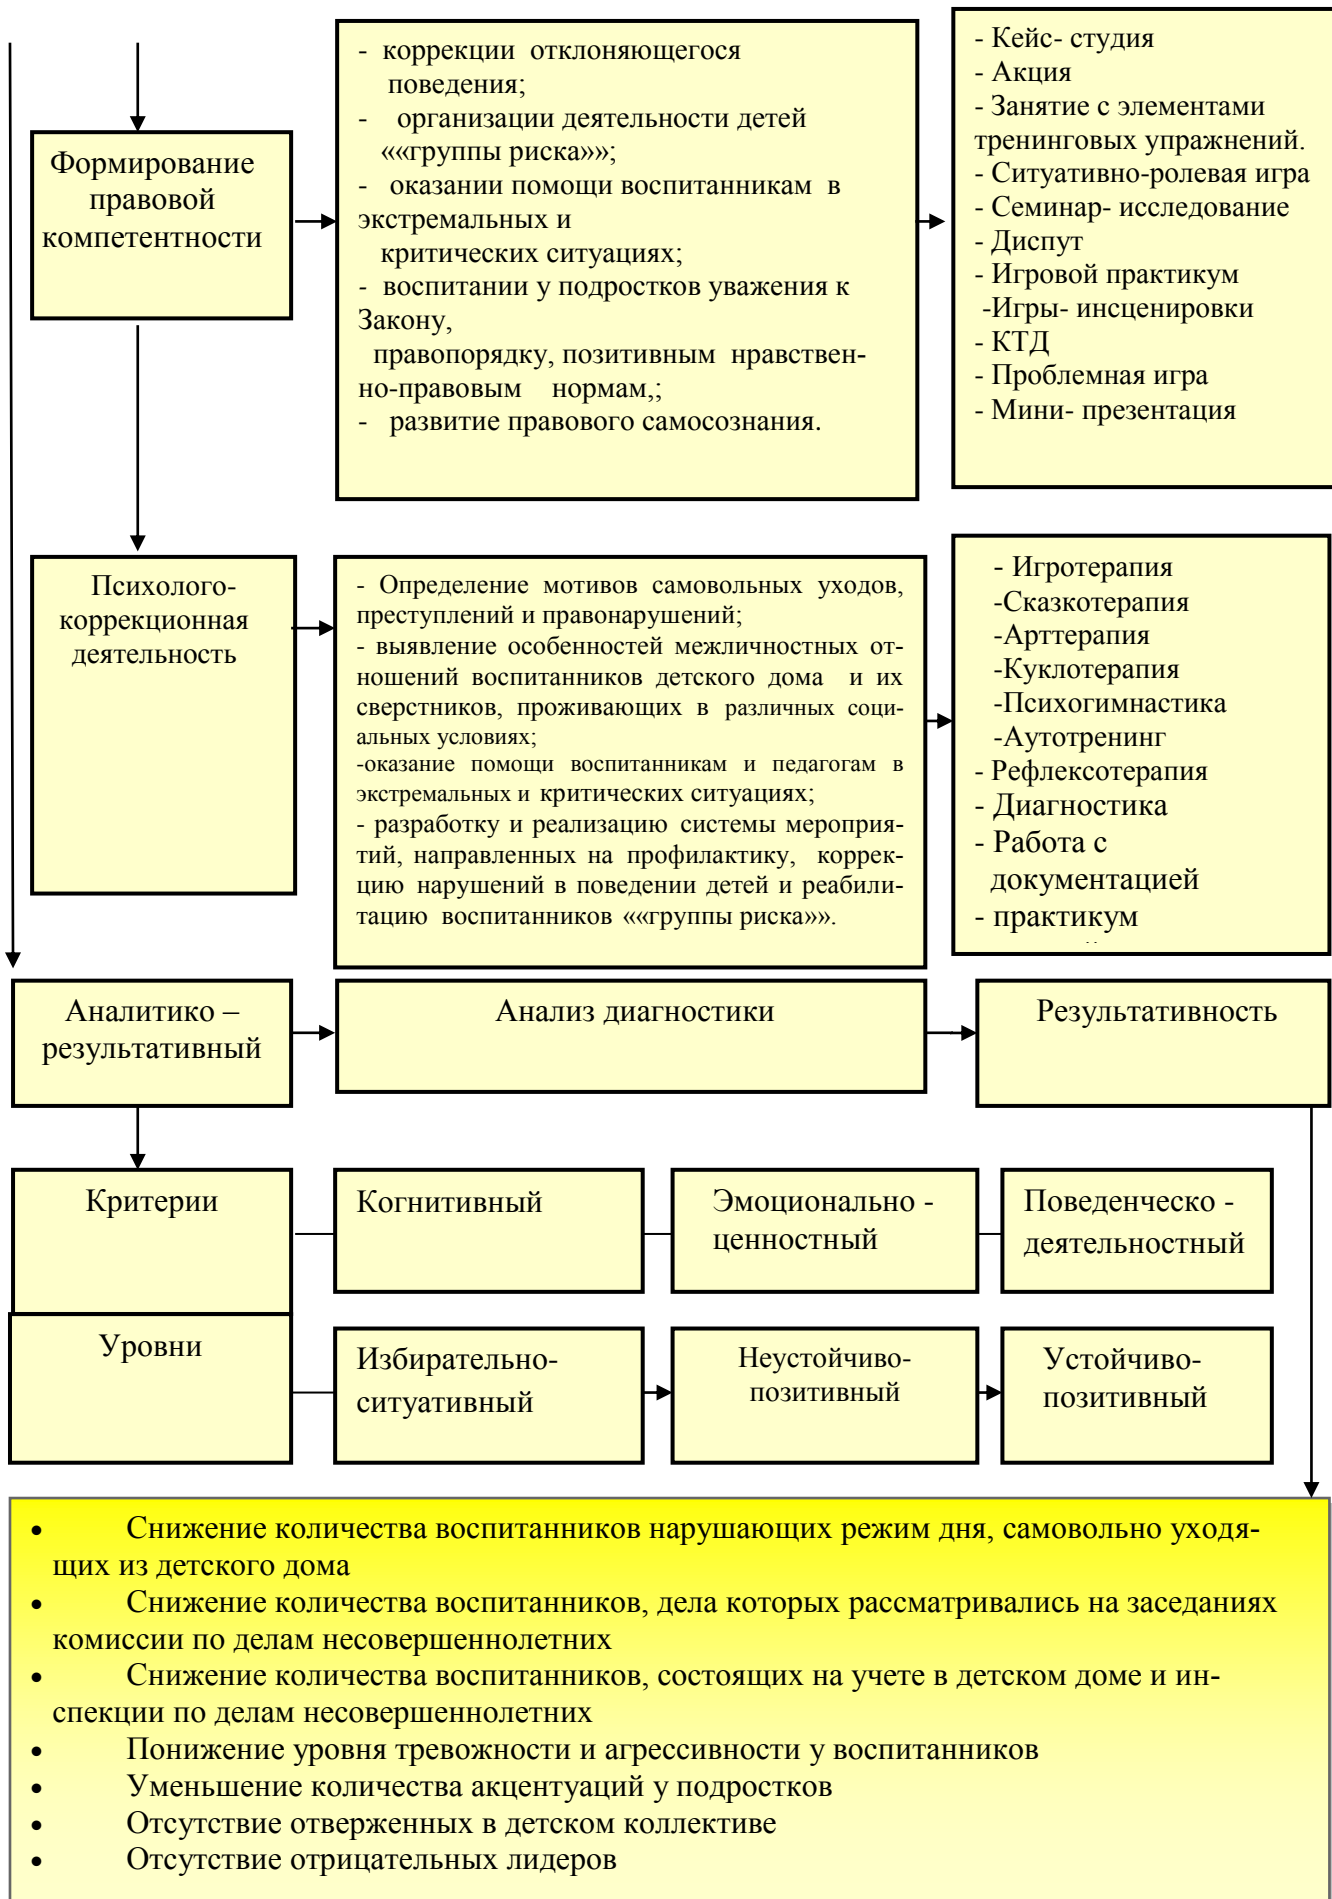 Формирование
правовой
компетентности
- коррекции отклоняющегося
поведения;
- организации деятельности детей
««группы риска»»;
- оказании помощи воспитанникам в
экстремальных и
критических ситуациях;
- воспитании у подростков уважения к
Закону,
правопорядку, позитивным нравствен-
но-правовым нормам,;
- развитие правового самосознания.
- Кейс- студия
- Акция
- Занятие с элементами
тренинговых упражнений.
- Ситуативно-ролевая игра
- Семинар- исследование
- Диспут
- Игровой практикум
-Игры- инсценировки
- КТД
- Проблемная игра
- Мини- презентация
Психолого-
коррекционная
деятельность
- Определение мотивов самовольных уходов,
преступлений и правонарушений;
- выявление особенностей межличностных от-
ношений воспитанников детского дома и их
сверстников, проживающих в различных соци-
альных условиях;
-оказание помощи воспитанникам и педагогам в
экстремальных и критических ситуациях;
- разработку и реализацию системы мероприя-
тий, направленных на профилактику, коррек-
цию нарушений в поведении детей и реабили-
тацию воспитанников ««группы риска»».
- Игротерапия
-Сказкотерапия
-Арттерапия
-Куклотерапия
-Психогимнастика
-Аутотренинг
- Рефлексотерапия
- Диагностика
- Работа с
документацией
- практикум
Аналитико –
результативный
Анализ диагностики
Результативность
Критерии
Когнитивный
Эмоционально -
ценностный
Поведенческо -
деятельностный
Уровни
Избирательно-
ситуативный
Неустойчиво-
позитивный
Устойчиво-
позитивный
• Снижение количества воспитанников нарушающих режим дня, самовольно уходя-
щих из детского дома
• Снижение количества воспитанников, дела которых рассматривались на заседаниях
комиссии по делам несовершеннолетних
• Снижение количества воспитанников, состоящих на учете в детском доме и ин-
спекции по делам несовершеннолетних
• Понижение уровня тревожности и агрессивности у воспитанников
• Уменьшение количества акцентуаций у подростков
• Отсутствие отверженных в детском коллективе
• Отсутствие отрицательных лидеров